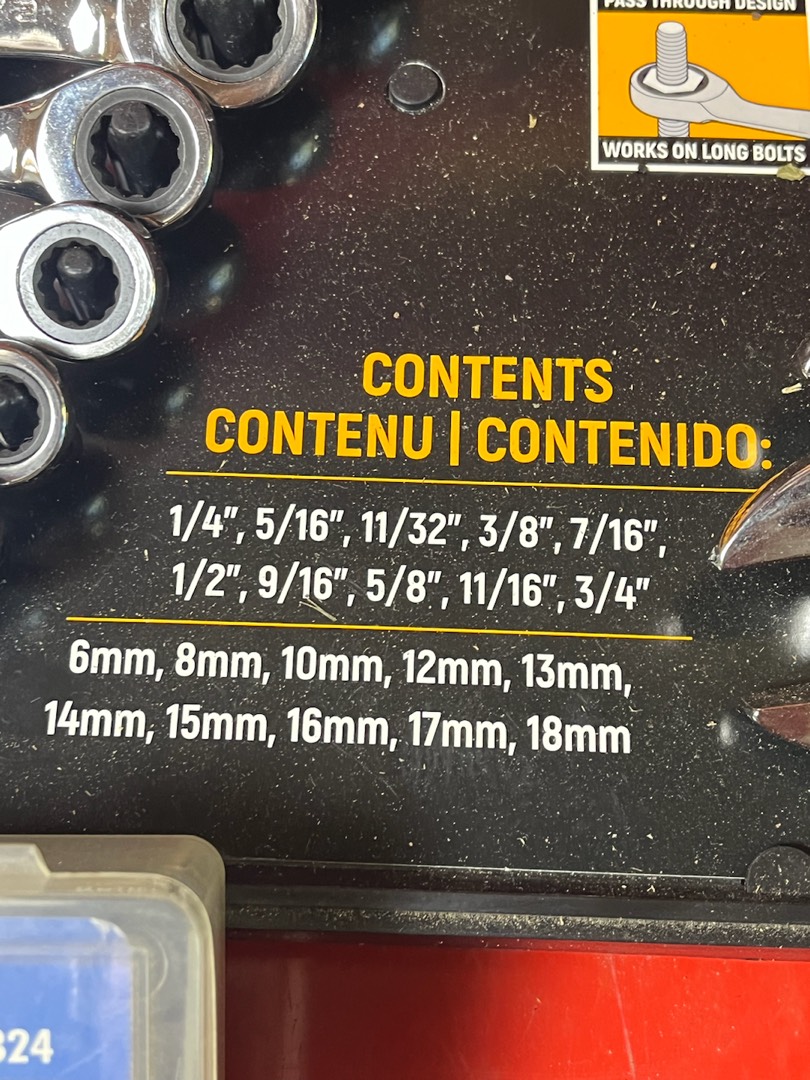 PASS THROUGH DESIGN
WORKS ON LONG BOLTS
CONTENTS
CONTENU | CONTENIDO:
1/4", 5/16", 11/32", 3/8", 7/16",
1/2", 9/16", 5/8", 11/16", 3/4"
6mm, 8mm, 10mm, 12mm, 13mm,
14mm, 15mm, 16mm, 17mm, 18mm
324